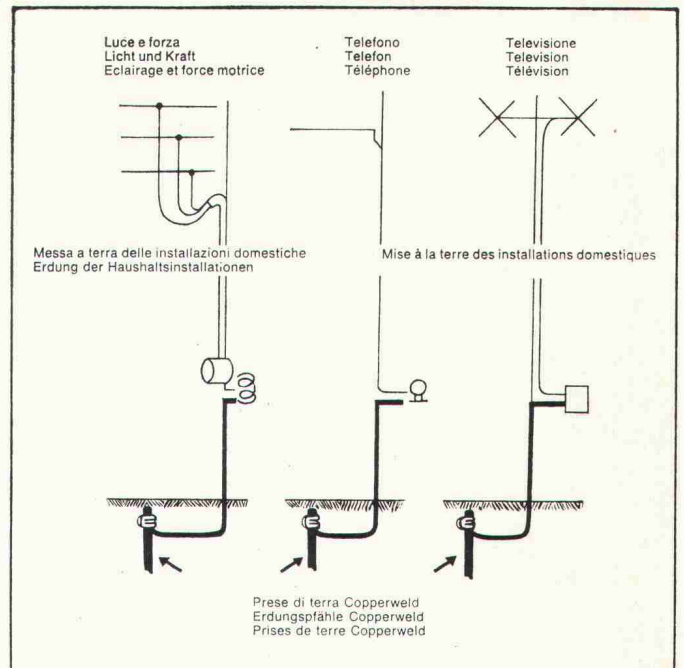 Luce e forza
Licht und Kraft
Eclairage et force motrice
Telefono
Telefon
Téléphone
Televisione
Television
Télévision
Messa a terra delle installazioni domestiche
Erdung der Haushaltsinstallationen
Mise à la terre des installations domestiques
Prese di terra Copperweld
Erdungspfähle Copperweld
Prises de terre Copperweld